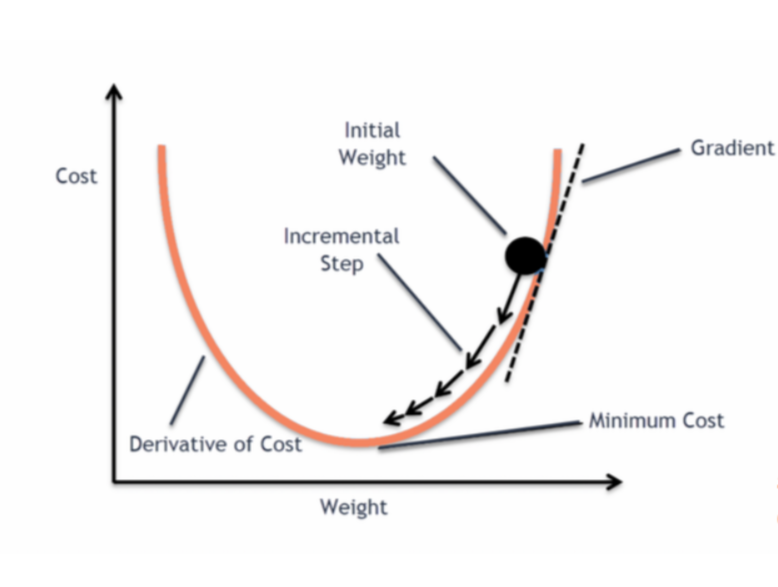 Initial
Weight
Gradient
Cost
Incremental
Step
Minimum Cost
Derivative of Cost
Weight